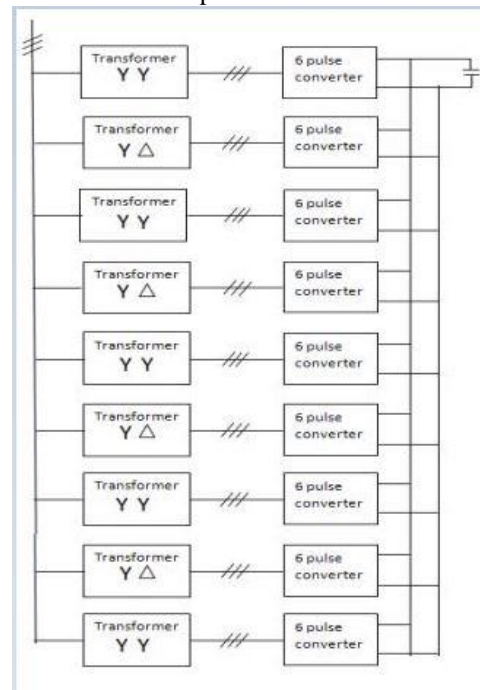 Transformer
Y Y
6 pulse
converter
Transformer
Y △
6 pulse
converter
Transformer
Y Y
6 pulse
converter
Transformer
Y △
6 pulse
converter
Transformer
Y Y
6 pulse
converter
Transformer
Y △
6 pulse
converter
Transformer
Y Y
6 pulse
converter
Transformer
Y △
6 pulse
converter
Transformer
Y Y
6 pulse
converter